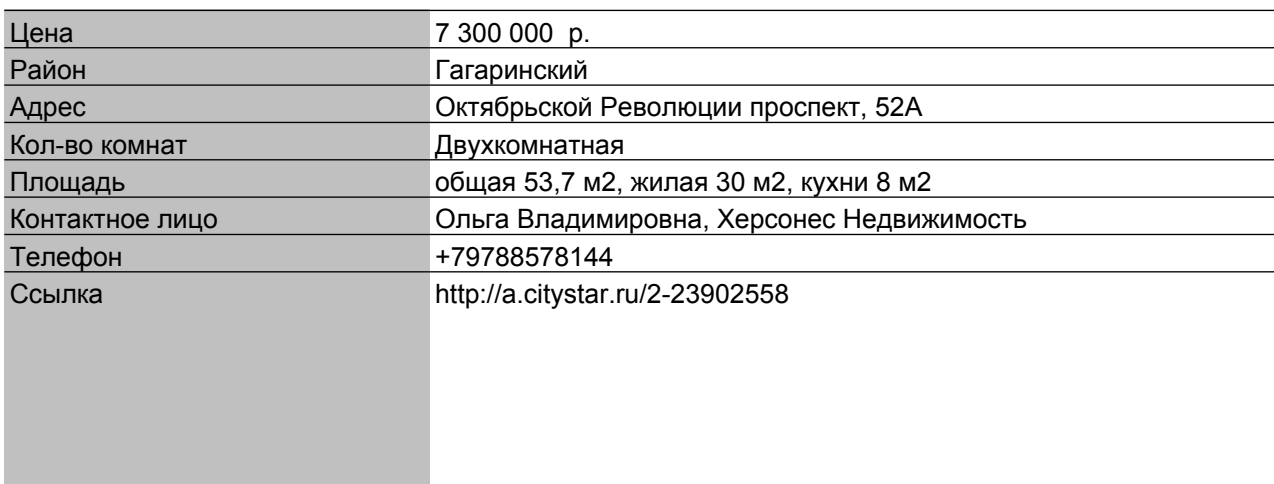 Цена 7 300 000 р.
Район Гагаринский
Адрес Октябрьской Революции проспект, 52А
Кол-во комнат Двухкомнатная
Площадь общая 53,7 м2, жилая 30 м2, кухни 8 м2
Контактное лицо Ольга Владимировна, Херсонес Недвижимость
Телефон +79788578144
Ссылка http://a.citystar.ru/2-23902558